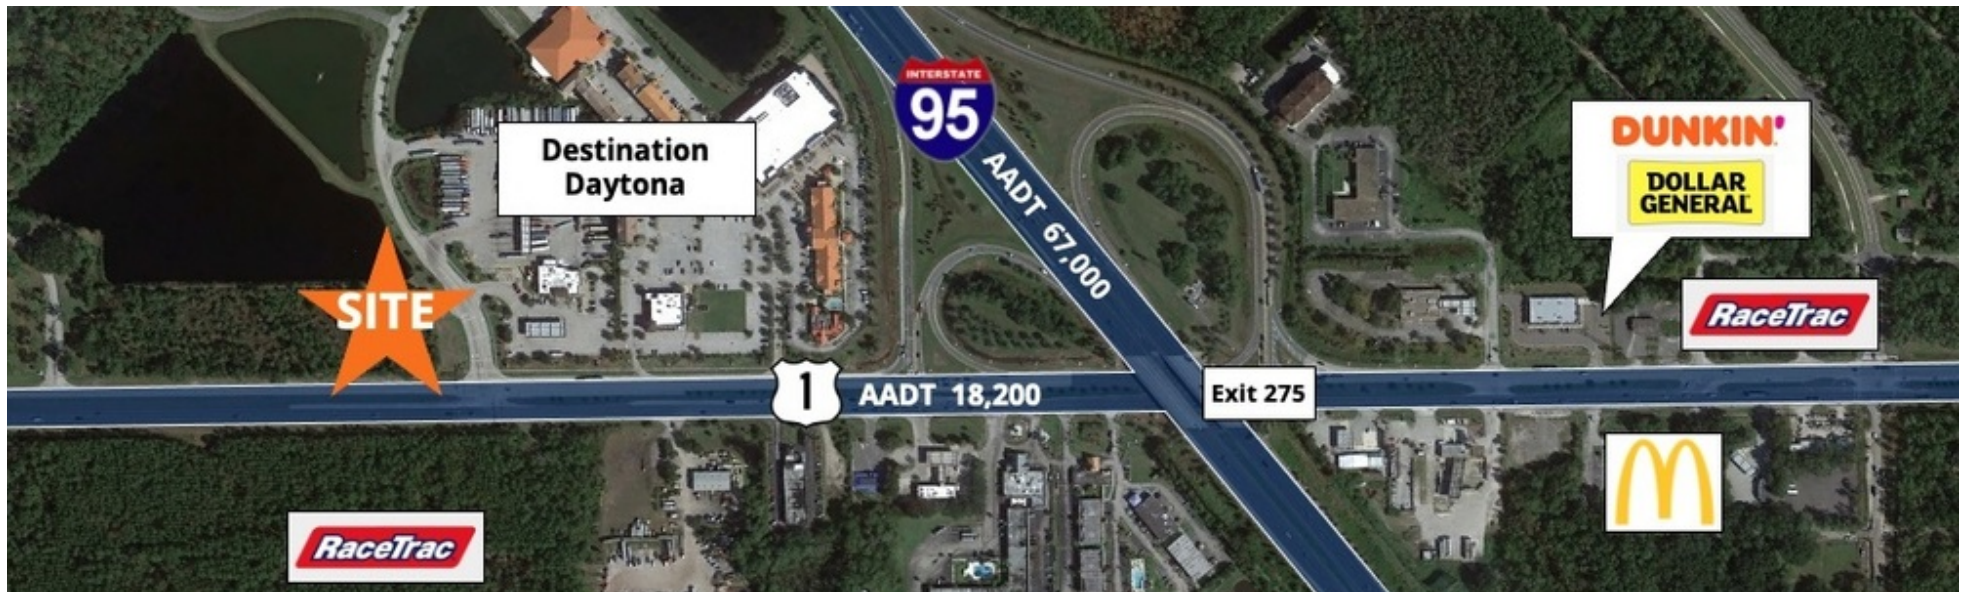 INTERSTATE
95
DUNKIN'
DOLLAR
GENERAL
Destination
Daytona
AADT 67,000
SITE
RaceTrac
1
AADT 18,200
Exit 275
RaceTrac